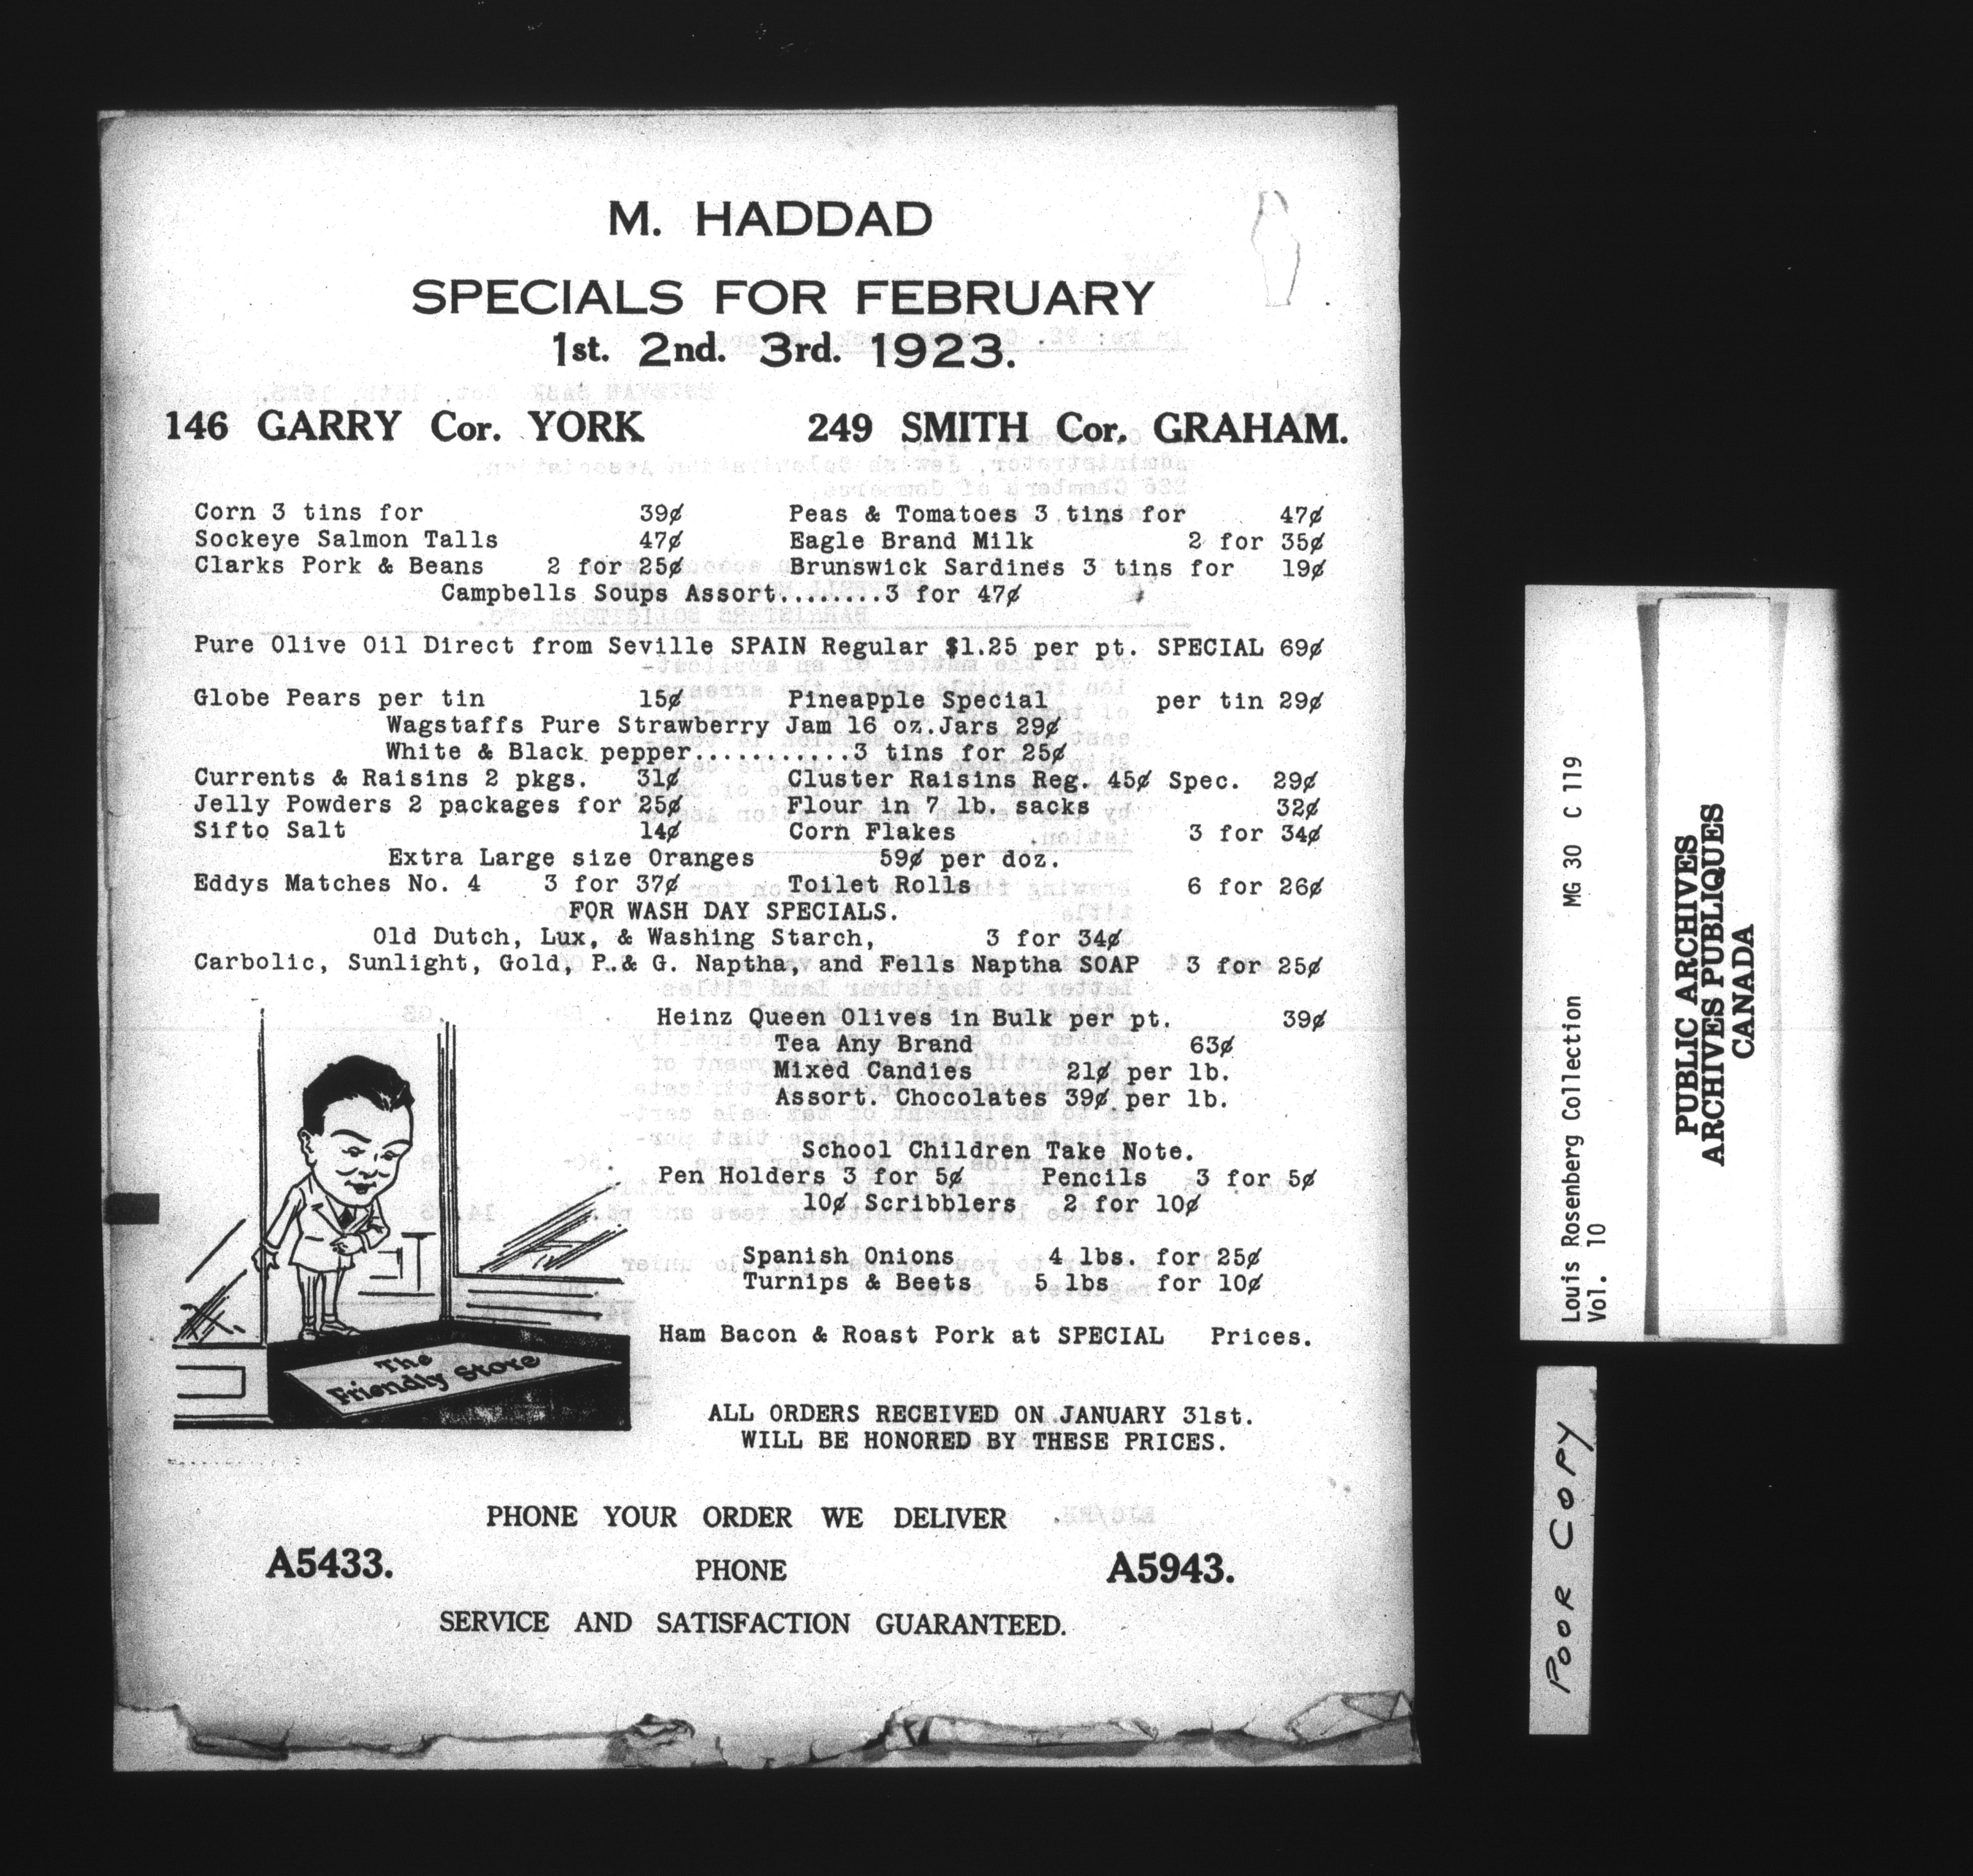 M. HADDAD
SPECIALS FOR FEBRUARY
1st. 2nd. 3rd. 1923.
146 GARRY Cor. YORK 249 SMITH Cor. GRAHAM.
Corn 3 tins for 39¢ Peas & Tomatoes 3 tins for 47¢
Sockeye Salmon Talls 47¢ Eagle Brand Milk 2 for 35¢
Clarks Pork & Beans 2 for 25¢ Brunswick Sardines 3 tins for 19¢
Campbells Soups Assort........3 for 47¢
Pure Olive Oil Direct from Seville SPAIN Regular $1.25 per pt. SPECIAL 69¢
Globe Pears per tin 15¢ Pineapple Special per tin 29¢
Wagstaffs Pure Strawberry Jam 16 oz.Jars 29¢
White & Black pepper...........3 tins for 25¢
Currents & Raisins 2 pkgs. 31¢ Cluster Raisins Reg. 45¢ Spec. 29¢
Jelly Powders 2 packages for 25¢ Flour in 7 lb. sacks 32¢
Sifto Salt 14¢ Corn Flakes 3 for 34¢
Extra Large size Oranges 59¢ per doz.
Eddys Matches No. 4 3 for 37¢ Toilet Rolls 6 for 26¢
FOR WASH DAY SPECIALS.
Old Dutch, Lux, & Washing Starch, 3 for 34¢
Carbolic, Sunlight, Gold, P.& G. Naptha, and Fells Naptha SOAP 3 for 25¢
Heinz Queen Olives in Bulk per pt. 39¢
Tea Any Brand 63¢
Mixed Candies 21¢ per lb.
Assort. Chocolates 39¢ per lb.
School Children Take Note.
Pen Holders 3 for 5¢ Pencils 3 for 5¢
10¢ Scribblers 2 for 10¢
Spanish Onions 4 lbs. for 25¢
Turnips & Beets 5 lbs for 10¢
Ham Bacon & Roast Pork at SPECIAL Prices.
The
Friendly Store
ALL ORDERS RECEIVED ON JANUARY 31st.
WILL BE HONORED BY THESE PRICES.
PHONE YOUR ORDER WE DELIVER
A5433. PHONE A5943.
SERVICE AND SATISFACTION GUARANTEED.
Louis Rosenberg Collection MG 30 C 119
Vol. 10
PUBLIC ARCHIVES
ARCHIVES PUBLIQUES
CANADA
POOR COPY